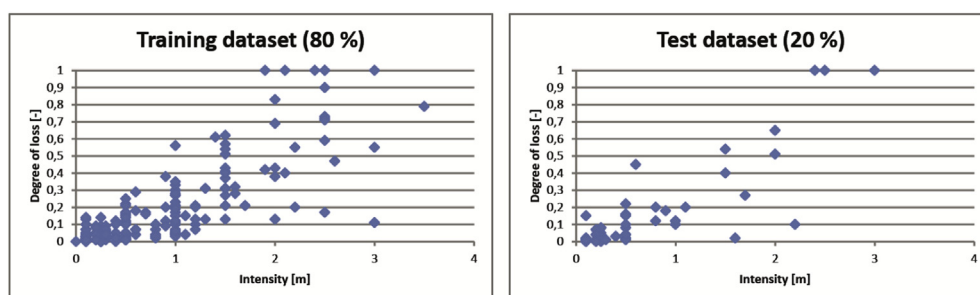 Training dataset (80 %)
Degree of loss [-]
1
0,9
0,8
0,7
0,6
0,5
0,4
0,3
0,2
0,1
0
0 1 2 3 4
Intensity [m]
Test dataset (20 %)
Degree of loss [-]
1
0,9
0,8
0,7
0,6
0,5
0,4
0,3
0,2
0,1
0
0 1 2 3 4
Intensity [m]